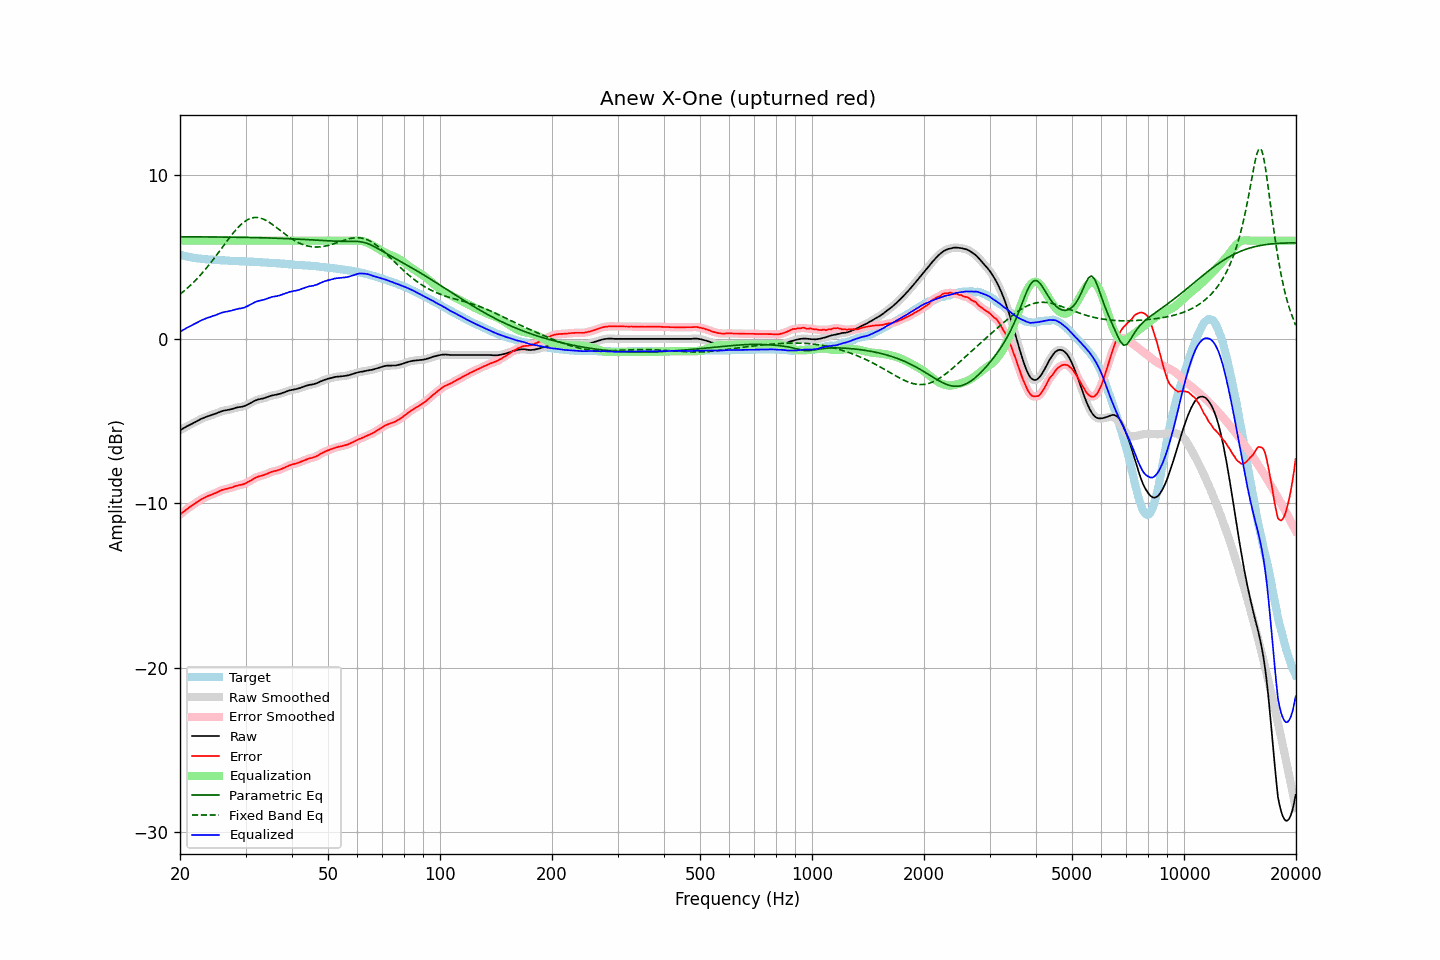 Anew X-One (upturned red)
10
0
−10
−20
−30
Amplitude (dBr)
Target
Raw Smoothed
Error Smoothed
Raw
Error
Equalization
Parametric Eq
Fixed Band Eq
Equalized
20 50 100 200 500 1000 2000 5000 10000 20000
Frequency (Hz)